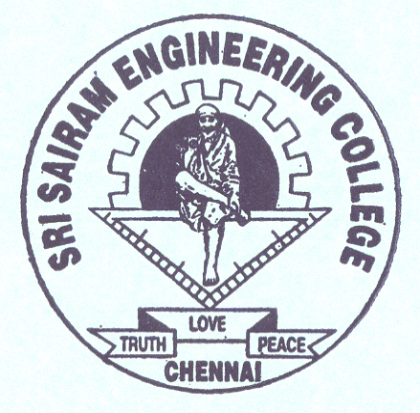 SRI SAIRAM ENGINEERING COLLEGE
LOVE
TRUTH PEACE
CHENNAI